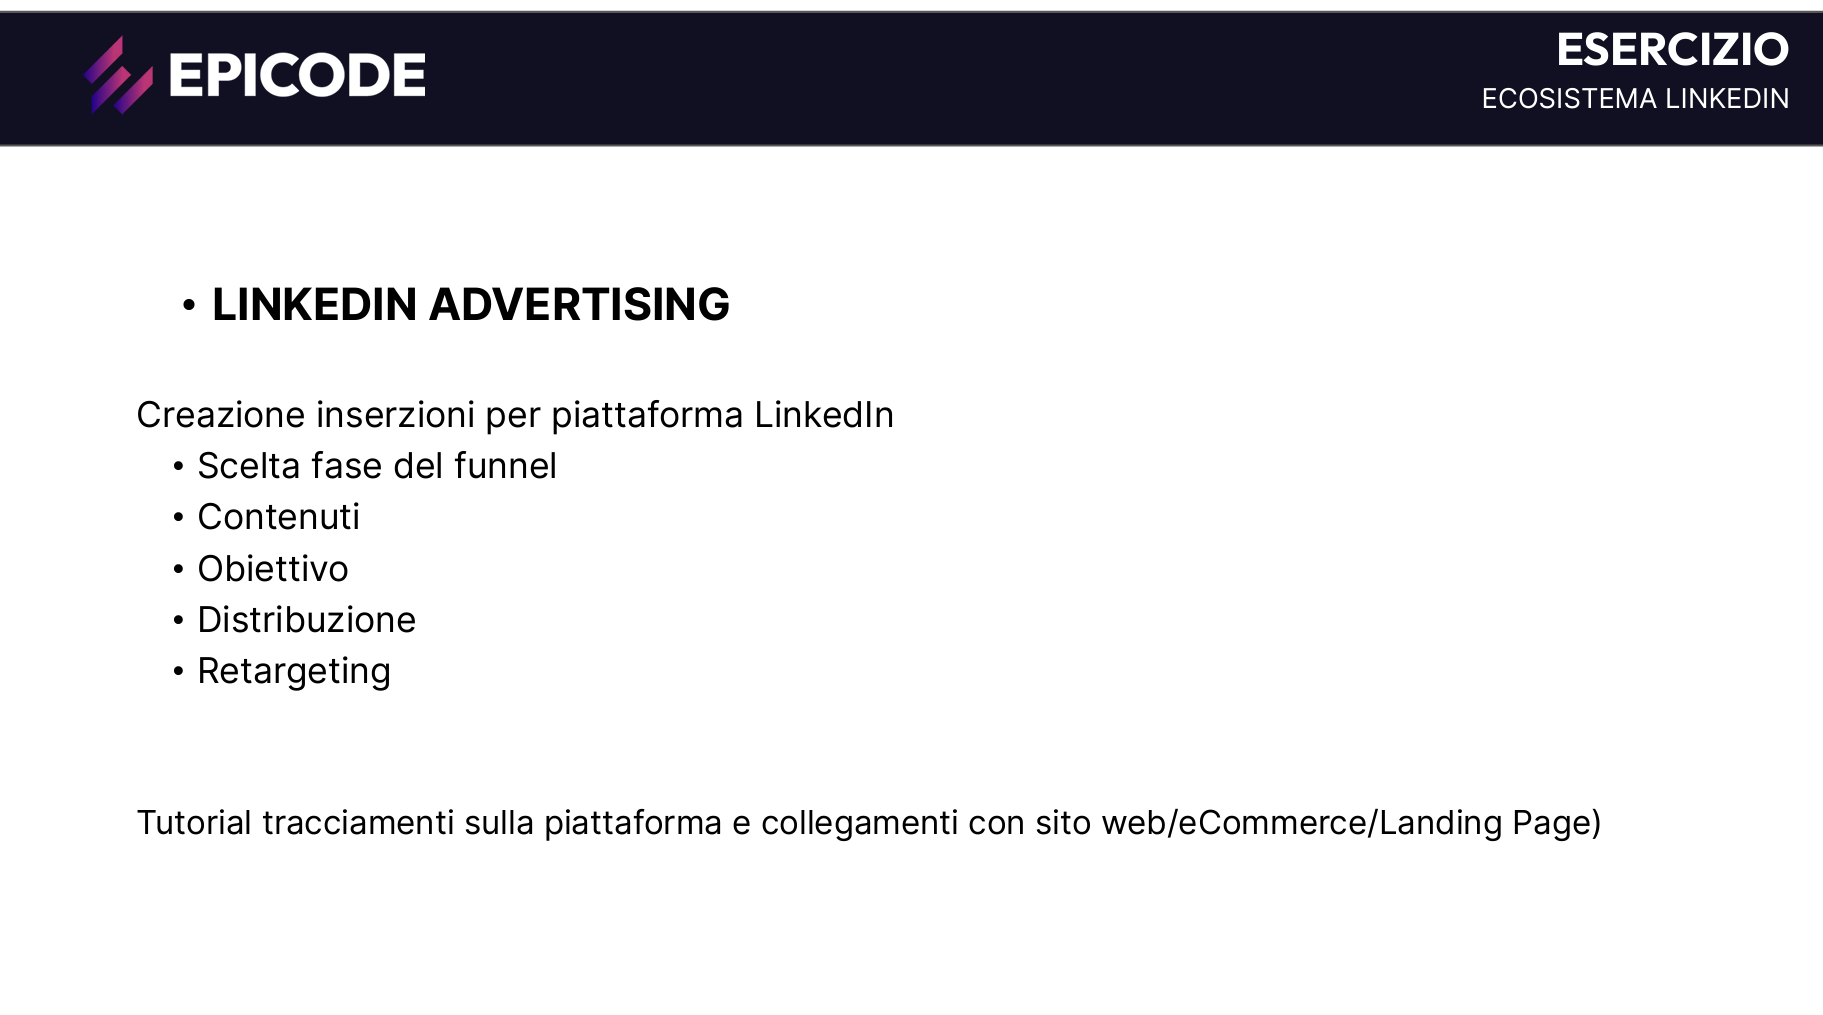 EPICODE
ESERCIZIO
ECOSISTEMA LINKEDIN
• LINKEDIN ADVERTISING
Creazione inserzioni per piattaforma LinkedIn
• Scelta fase del funnel
• Contenuti
• Obiettivo
• Distribuzione
• Retargeting
Tutorial tracciamenti sulla piattaforma e collegamenti con sito web/eCommerce/Landing Page)